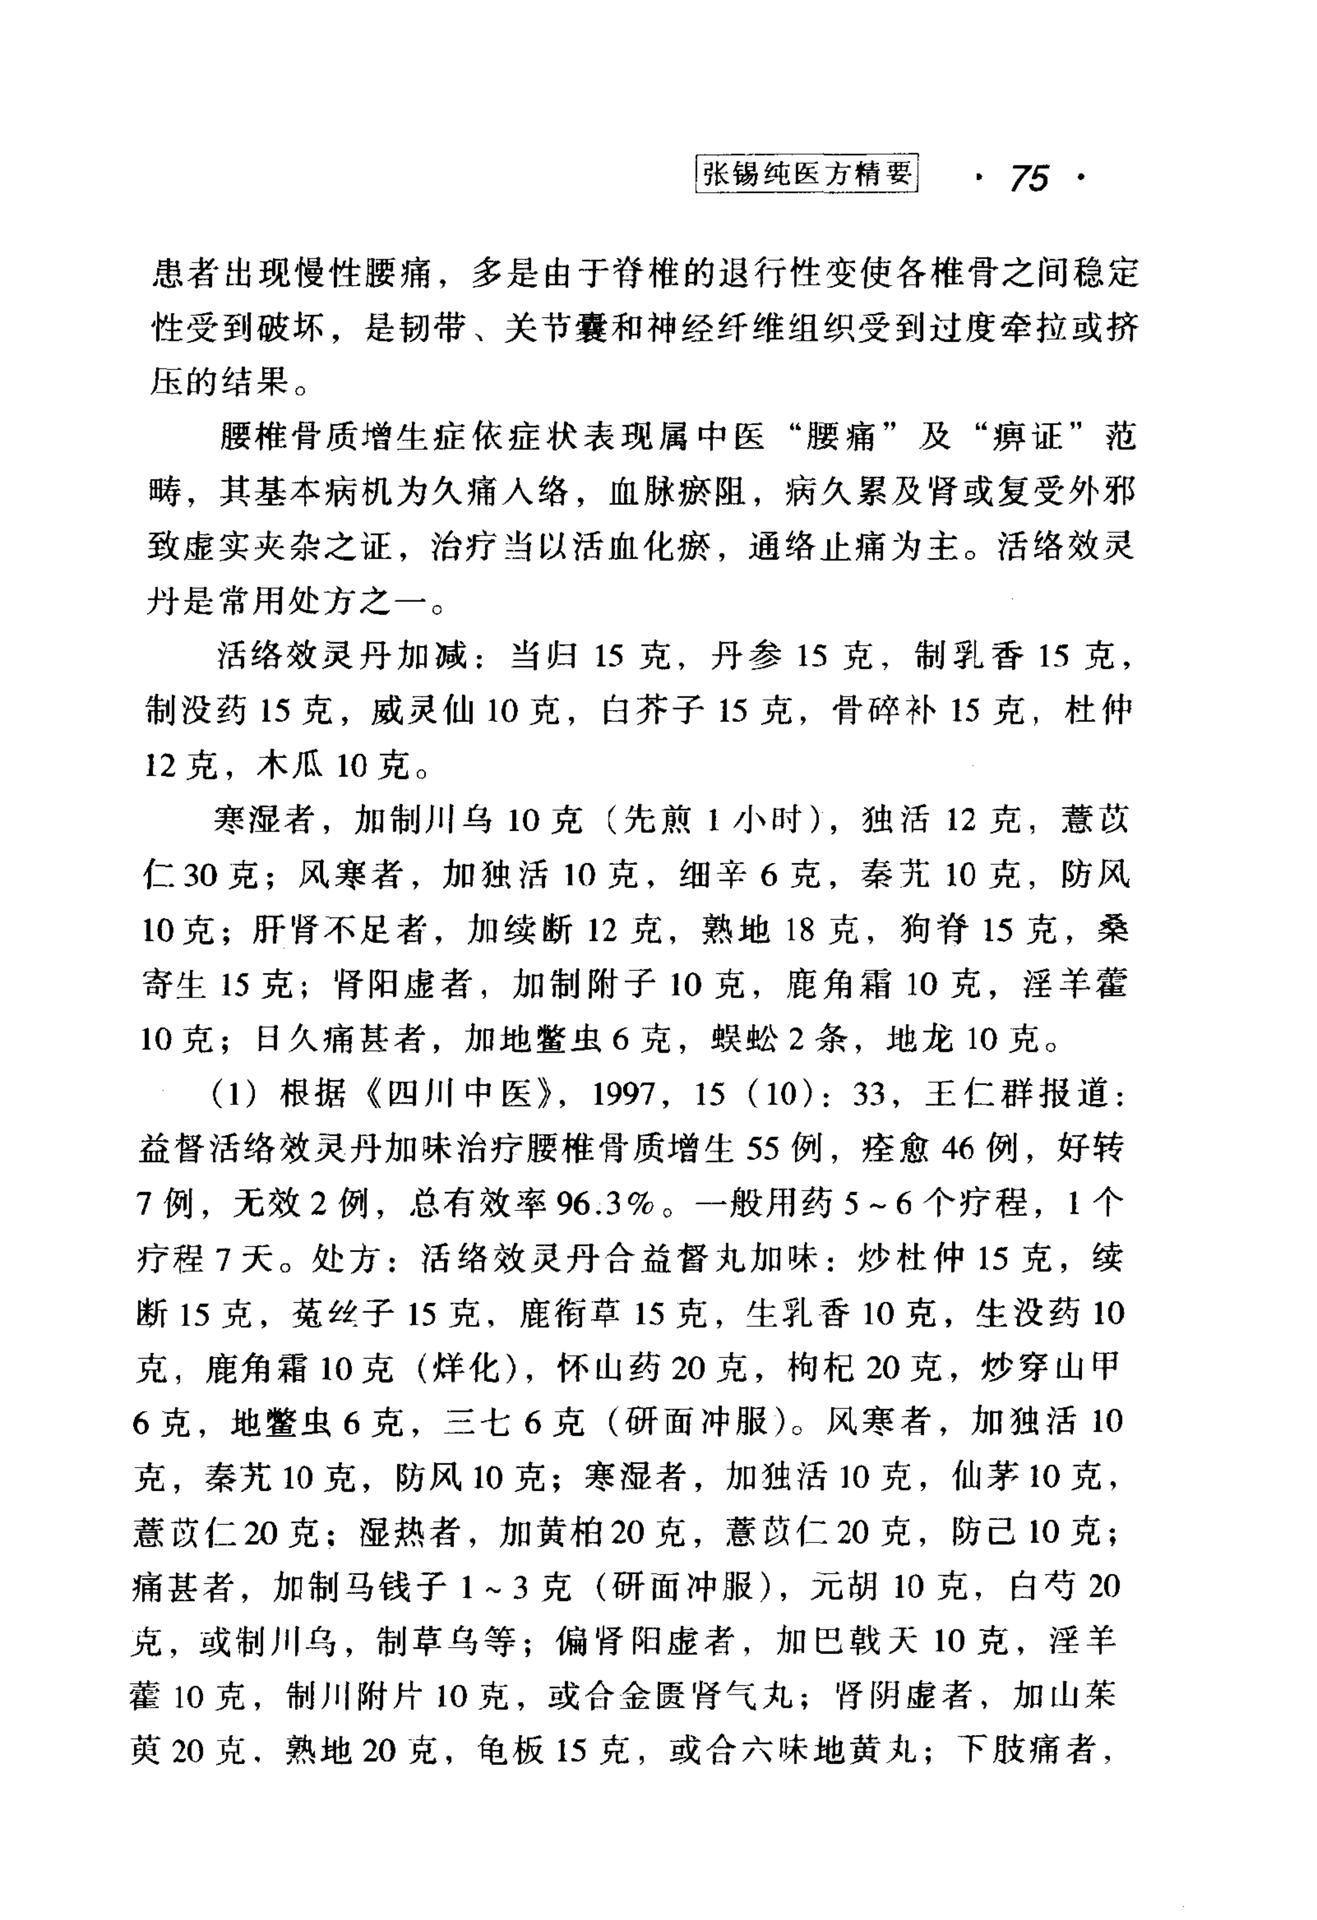 张锡纯医方精要 · 75 ·
患者出现慢性腰痛，多是由于脊椎的退行性变使各椎骨之间稳定
性受到破坏，是韧带、关节囊和神经纤维组织受到过度牵拉或挤
压的结果。
腰椎骨质增生症依症状表现属中医“腰痛”及“痹证”范
畴，其基本病机为久痛入络，血脉瘀阻，病久累及肾或复受外邪
致虚实夹杂之证，治疗当以活血化瘀，通络止痛为主。活络效灵
丹是常用处方之一。
活络效灵丹加减：当归 15 克，丹参 15 克，制乳香 15 克，
制没药 15 克，威灵仙 10 克，白芥子 15 克，骨碎补 15 克，杜仲
12 克，木瓜 10 克。
寒湿者，加制川乌 10 克（先煎 1 小时），独活 12 克，薏苡
仁 30 克；风寒者，加独活 10 克，细辛 6 克，秦艽 10 克，防风
10 克；肝肾不足者，加续断 12 克，熟地 18 克，狗脊 15 克，桑
寄生 15 克；肾阳虚者，加制附子 10 克，鹿角霜 10 克，淫羊藿
10 克；日久痛甚者，加地鳖虫 6 克，蜈蚣 2 条，地龙 10 克。
（1）根据《四川中医》，1997，15（10）：33，王仁群报道：
益督活络效灵丹加味治疗腰椎骨质增生 55 例，痊愈 46 例，好转
7 例，无效 2 例，总有效率 96.3%。一般用药 5～6 个疗程，1 个
疗程 7 天。处方：活络效灵丹合益督丸加味：炒杜仲 15 克，续
断 15 克，菟丝子 15 克，鹿衔草 15 克，生乳香 10 克，生没药 10
克，鹿角霜 10 克（烊化），怀山药 20 克，枸杞 20 克，炒穿山甲
6 克，地鳖虫 6 克，三七 6 克（研面冲服）。风寒者，加独活 10
克，秦艽 10 克，防风 10 克；寒湿者，加独活 10 克，仙茅 10 克，
薏苡仁 20 克；湿热者，加黄柏 20 克，薏苡仁 20 克，防己 10 克；
痛甚者，加制马钱子 1～3 克（研面冲服），元胡 10 克，白芍 20
克，或制川乌，制草乌等；偏肾阳虚者，加巴戟天 10 克，淫羊
藿 10 克，制川附片 10 克，或合金匮肾气丸；肾阴虚者，加山茱
萸 20 克，熟地 20 克，龟板 15 克，或合六味地黄丸；下肢痛者，